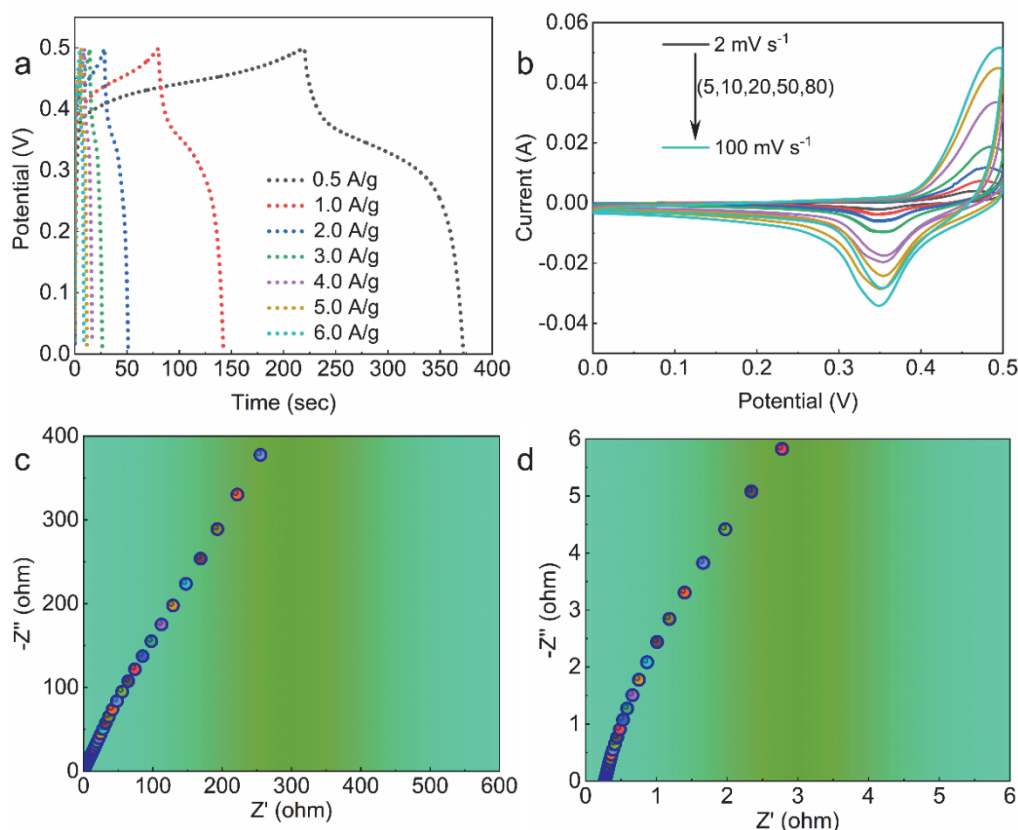 a
0.5
0.4
0.3
0.2
0.1
0.0
Potential (V)
0.5 A/g
1.0 A/g
2.0 A/g
3.0 A/g
4.0 A/g
5.0 A/g
6.0 A/g
0 50 100 150 200 250 300 350 400
Time (sec)
b
0.06
0.04
0.02
0.00
-0.02
-0.04
Current (A)
2 mV s⁻¹
(5,10,20,50,80)
100 mV s⁻¹
0.0 0.1 0.2 0.3 0.4 0.5
Potential (V)
c
400
300
200
100
0
-Z'' (ohm)
0 100 200 300 400 500 600
Z' (ohm)
d
6
5
4
3
2
1
0
-Z'' (ohm)
0 1 2 3 4 5 6
Z' (ohm)